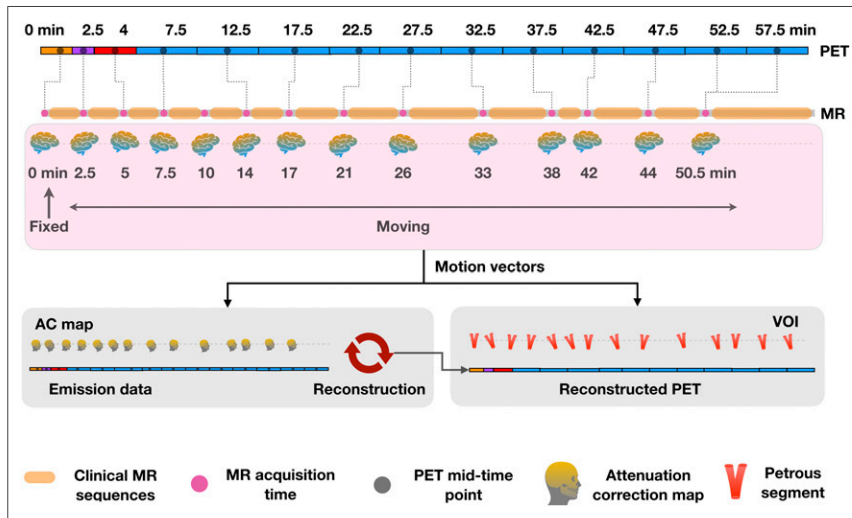 0 min 2.5 4 7.5 12.5 17.5 22.5 27.5 32.5 37.5 42.5 47.5 52.5 57.5 min
PET
MR
0 min 2.5 5 7.5 10 14 17 21 26 33 38 42 44 50.5 min
Fixed
Moving
Motion vectors
AC map
Emission data
Reconstruction
VOI
Reconstructed PET
Clinical MR
sequences
MR acquisition
time
PET mid-time
point
Attenuation
correction map
Petrous
segment